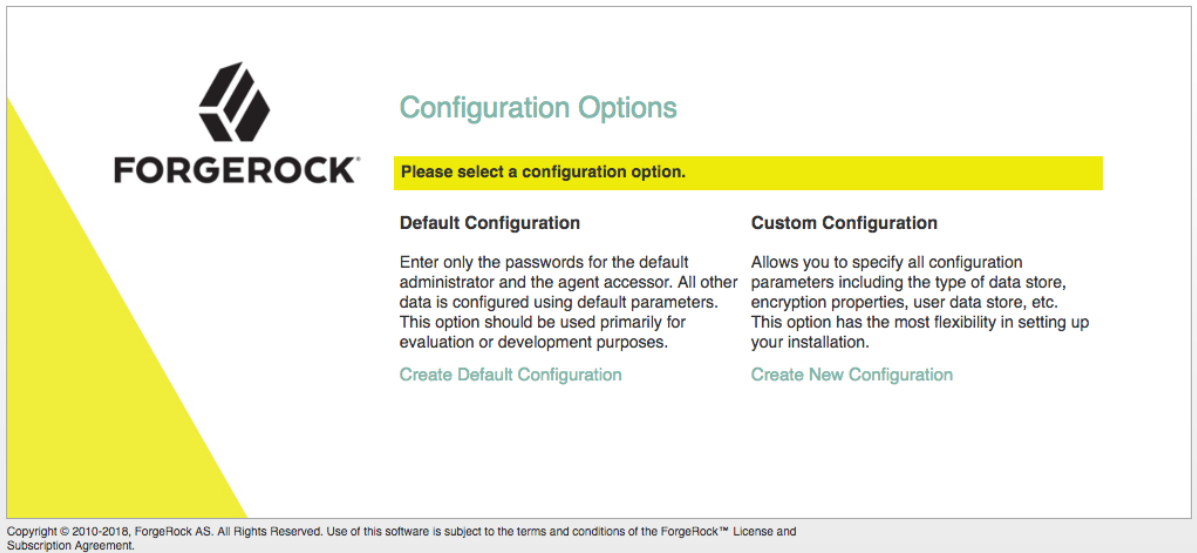 FORGEROCK®
Configuration Options
Please select a configuration option.
Default Configuration
Enter only the passwords for the default
administrator and the agent accessor. All other
data is configured using default parameters.
This option should be used primarily for
evaluation or development purposes.
Create Default Configuration
Custom Configuration
Allows you to specify all configuration
parameters including the type of data store,
encryption properties, user data store, etc.
This option has the most flexibility in setting up
your installation.
Create New Configuration
Copyright © 2010-2018, ForgeRock AS. All Rights Reserved. Use of this software is subject to the terms and conditions of the ForgeRock™ License and
Subscription Agreement.